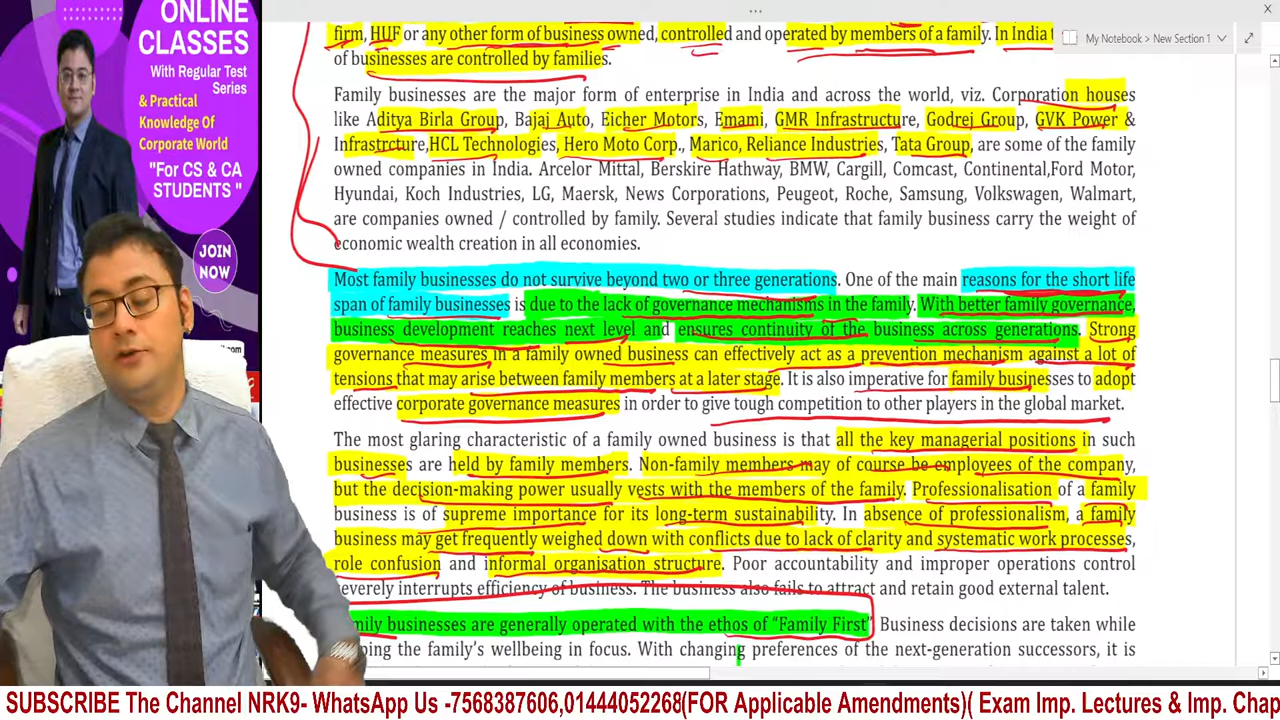 ONLINE
CLASSES
With Regular Test
Series
& Practical
Knowledge Of
Corporate World
"For CS & CA
STUDENTS "
JOIN
NOW
My Notebook > New Section 1
firm, HUF or any other form of business owned, controlled and operated by members of a family. In India
of businesses are controlled by families.
Family businesses are the major form of enterprise in India and across the world, viz. Corporation houses
like Aditya Birla Group, Bajaj Auto, Eicher Motors, Emami, GMR Infrastructure, Godrej Group, GVK Power &
Infrastrcture,HCL Technologies, Hero Moto Corp., Marico, Reliance Industries, Tata Group, are some of the family
owned companies in India. Arcelor Mittal, Berskire Hathway, BMW, Cargill, Comcast, Continental,Ford Motor,
Hyundai, Koch Industries, LG, Maersk, News Corporations, Peugeot, Roche, Samsung, Volkswagen, Walmart,
are companies owned / controlled by family. Several studies indicate that family business carry the weight of
economic wealth creation in all economies.
Most family businesses do not survive beyond two or three generations. One of the main reasons for the short life
span of family businesses is due to the lack of governance mechanisms in the family. With better family governance,
business development reaches next level and ensures continuity of the business across generations. Strong
governance measures in a family owned business can effectively act as a prevention mechanism against a lot of
tensions that may arise between family members at a later stage. It is also imperative for family businesses to adopt
effective corporate governance measures in order to give tough competition to other players in the global market.
The most glaring characteristic of a family owned business is that all the key managerial positions in such
businesses are held by family members. Non-family members may of course be employees of the company,
but the decision-making power usually vests with the members of the family. Professionalisation of a family
business is of supreme importance for its long-term sustainability. In absence of professionalism, a family
business may get frequently weighed down with conflicts due to lack of clarity and systematic work processes,
role confusion and informal organisation structure. Poor accountability and improper operations control
severely interrupts efficiency of business. The business also fails to attract and retain good external talent.
businesses are generally operated with the ethos of "Family First" Business decisions are taken while
the family's wellbeing in focus. With changing preferences of the next-generation successors, it is
SUBSCRIBE The Channel NRK9- WhatsApp Us -7568387606,01444052268(FOR Applicable Amendments)( Exam Imp. Lectures & Imp. Chap